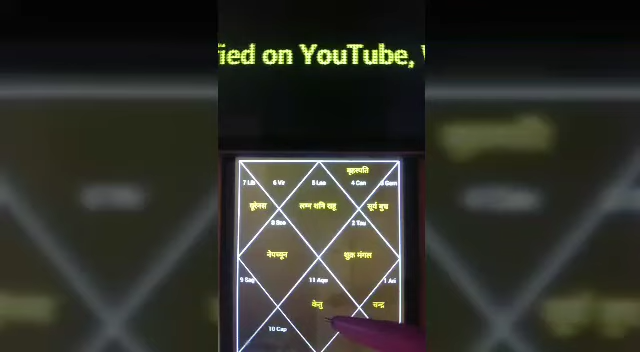 fied on YouTube,
बृहस्पति
7 Lib 6 Vir 5 Leo 4 Can 3 Gem
यूरेनस लग्न शनि राहू सूर्य बुध
8 Sco 2 Tau
नेपच्यून शुक्र मंगल
9 Sag 11 Aqu 1 Ari
केतु चन्द्र
10 Cap